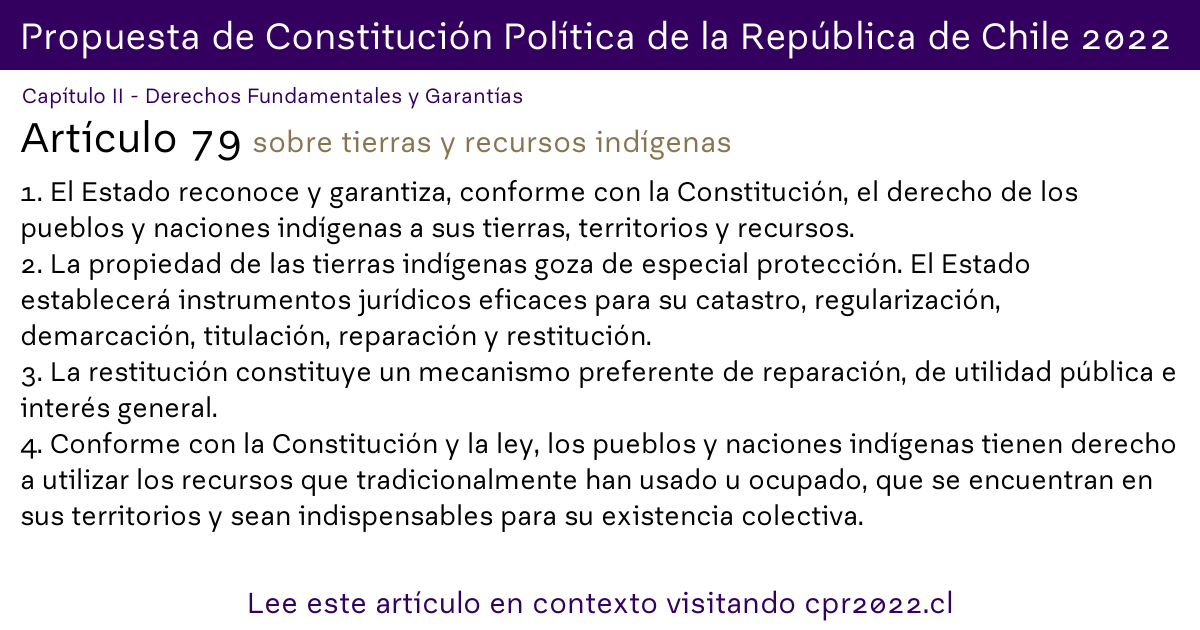 Propuesta de Constitución Política de la República de Chile 2022
Capítulo II - Derechos Fundamentales y Garantías
Artículo 79 sobre tierras y recursos indígenas
1. El Estado reconoce y garantiza, conforme con la Constitución, el derecho de los
pueblos y naciones indígenas a sus tierras, territorios y recursos.
2. La propiedad de las tierras indígenas goza de especial protección. El Estado
establecerá instrumentos jurídicos eficaces para su catastro, regularización,
demarcación, titulación, reparación y restitución.
3. La restitución constituye un mecanismo preferente de reparación, de utilidad pública e
interés general.
4. Conforme con la Constitución y la ley, los pueblos y naciones indígenas tienen derecho
a utilizar los recursos que tradicionalmente han usado u ocupado, que se encuentran en
sus territorios y sean indispensables para su existencia colectiva.
Lee este artículo en contexto visitando cpr2022.cl